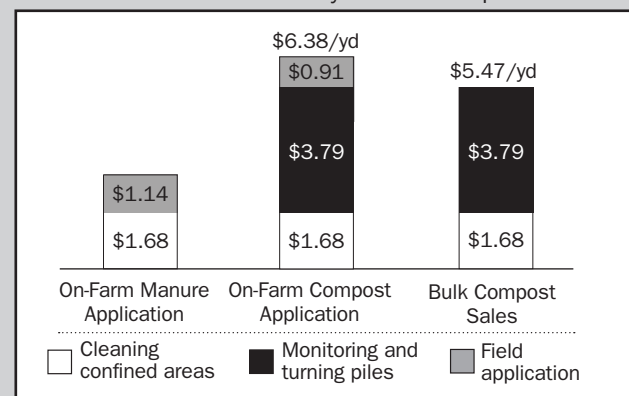 $6.38/yd
$0.91
$5.47/yd
$3.79
$3.79
$1.14
$1.68
$1.68
$1.68
On-Farm Manure
Application
On-Farm Compost
Application
Bulk Compost
Sales
Cleaning
confined areas
Monitoring and
turning piles
Field
application